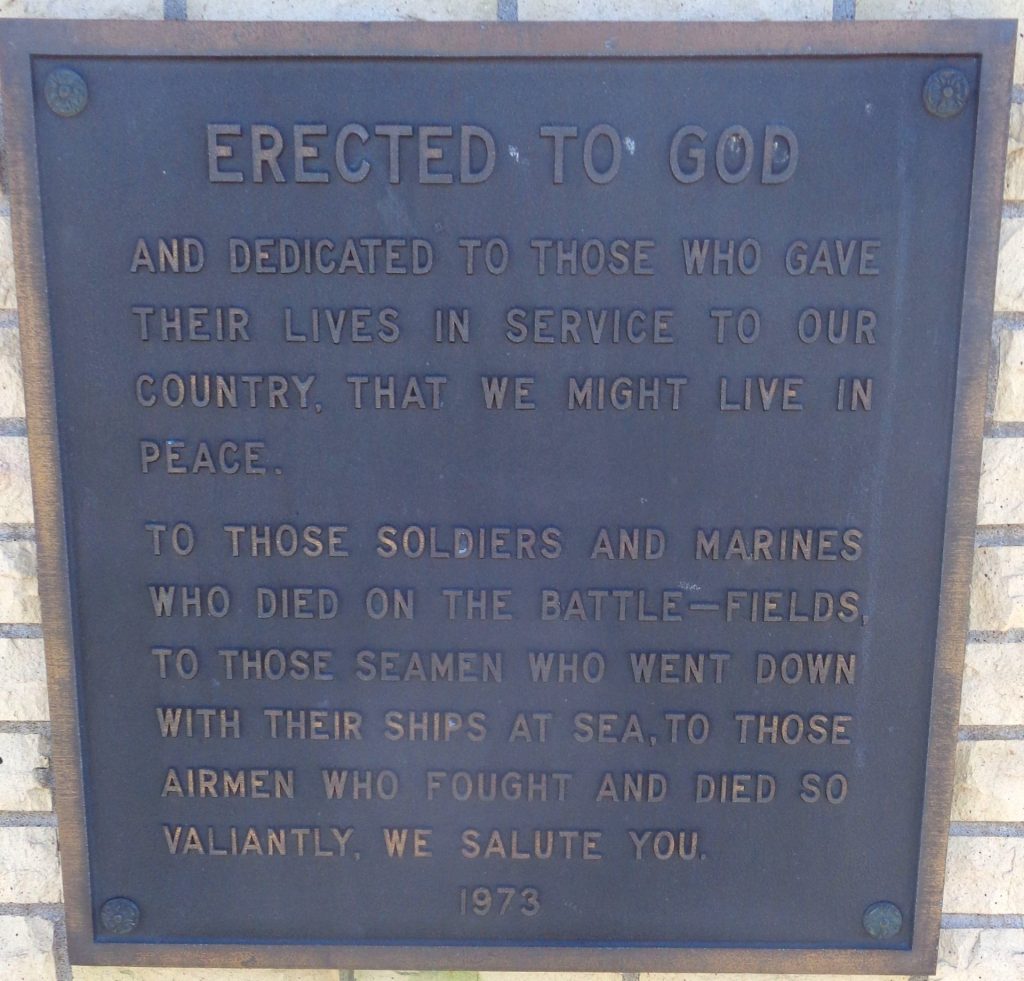 ERECTED TO GOD
AND DEDICATED TO THOSE WHO GAVE
THEIR LIVES IN SERVICE TO OUR
COUNTRY, THAT WE MIGHT LIVE IN
PEACE.
TO THOSE SOLDIERS AND MARINES
WHO DIED ON THE BATTLE-FIELDS,
TO THOSE SEAMEN WHO WENT DOWN
WITH THEIR SHIPS AT SEA, TO THOSE
AIRMEN WHO FOUGHT AND DIED SO
VALIANTLY, WE SALUTE YOU.
1973